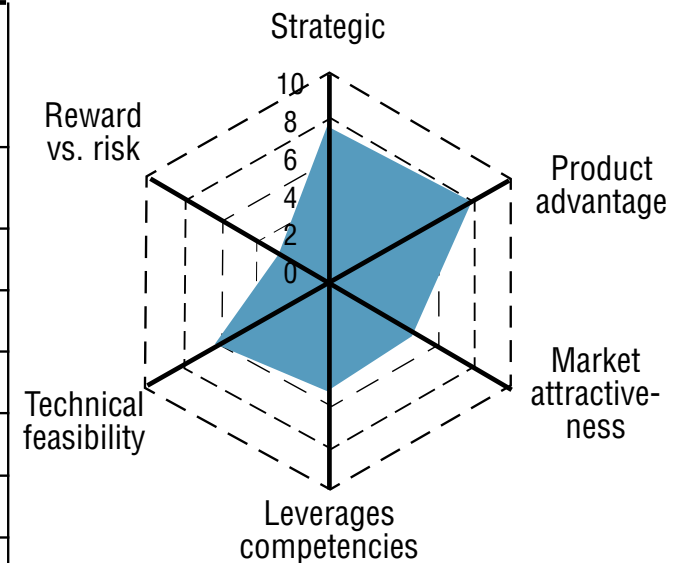 Strategic
10
8
6
4
2
0
Reward
vs. risk
Product
advantage
Market
attractive-
ness
Technical
feasibility
Leverages
competencies